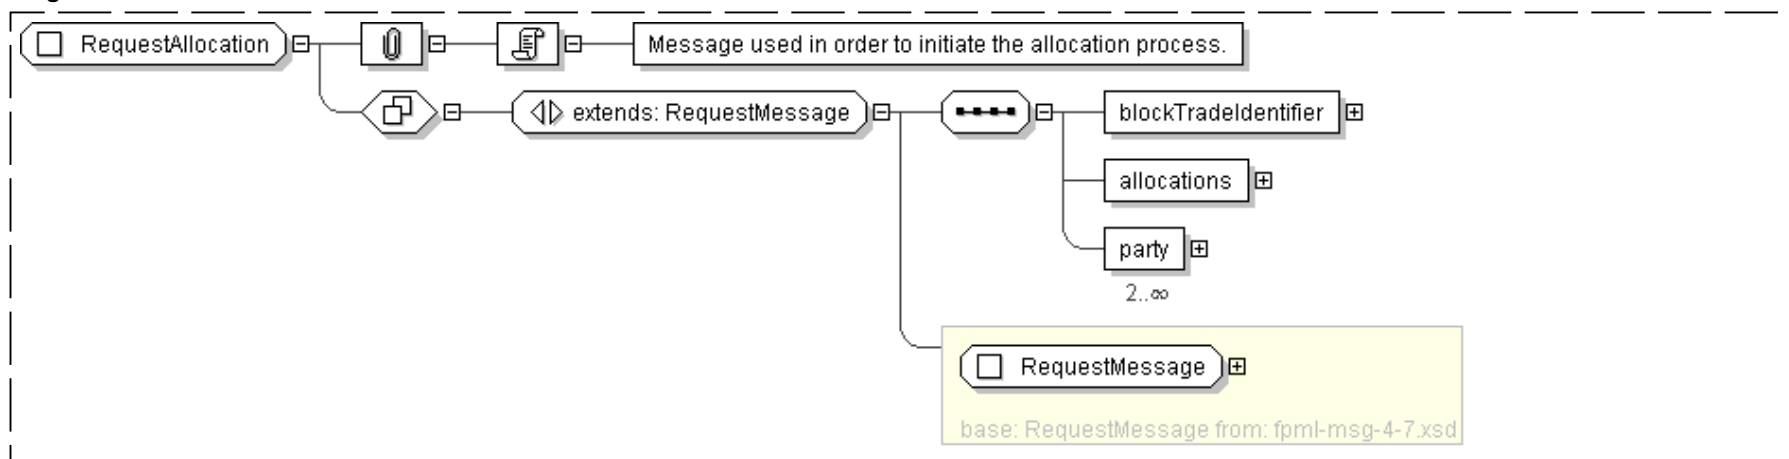 RequestAllocation
Message used in order to initiate the allocation process.
extends: RequestMessage
blockTradeIdentifier
allocations
party
2..∞
RequestMessage
base: RequestMessage from: fpml-msg-4-7.xsd